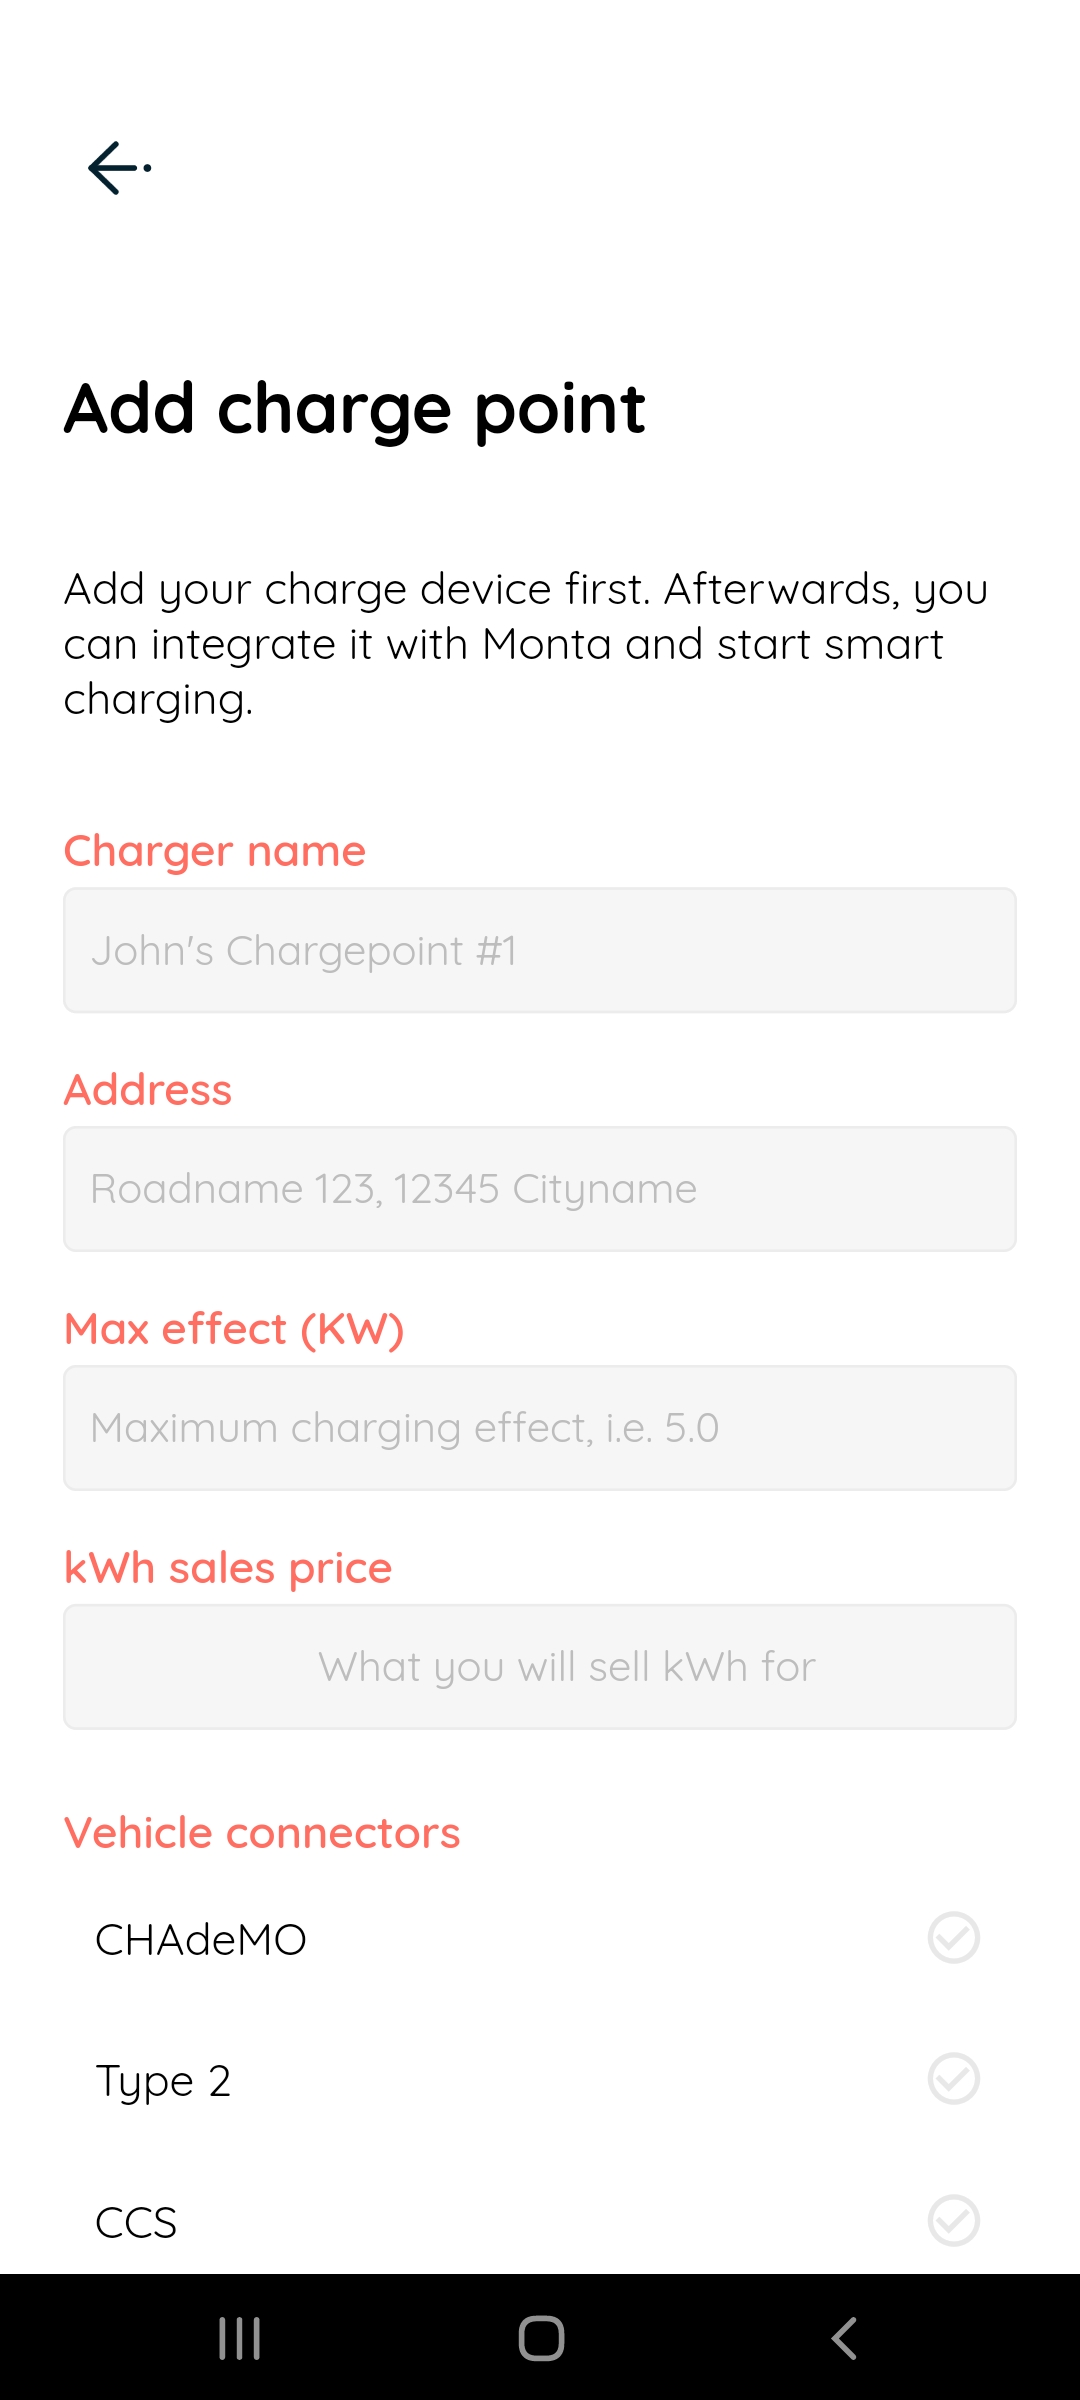 Add charge point
Add your charge device first. Afterwards, you
can integrate it with Monta and start smart
charging.
Charger name
John's Chargepoint #1
Address
Roadname 123, 12345 Cityname
Max effect (KW)
Maximum charging effect, i.e. 5.0
kWh sales price
What you will sell kWh for
Vehicle connectors
CHAdeMO
Type 2
CCS